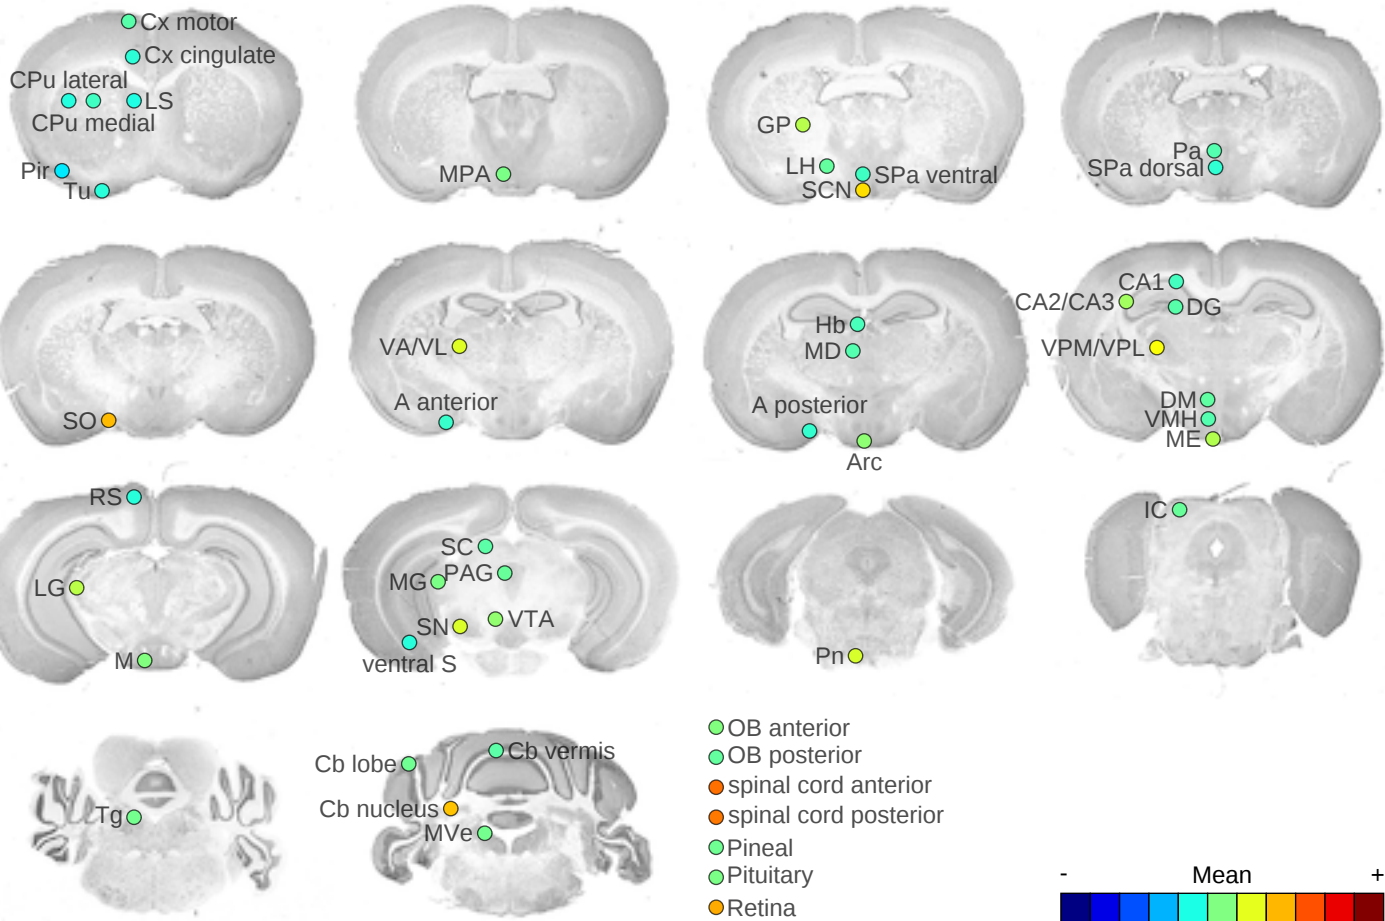 Cx motor
Cx cingulate
CPu lateral
LS
CPu medial
Pir
Tu
MPA
GP
LH
SPa ventral
SCN
Pa
SPa dorsal
SO
VA/VL
A anterior
Hb
MD
A posterior
Arc
CA1
CA2/CA3
DG
VPM/VPL
DM
VMH
ME
RS
LG
M
SC
PAG
MG
VTA
SN
ventral S
Pn
IC
Tg
Cb vermis
Cb lobe
Cb nucleus
MVe
OB anterior
OB posterior
spinal cord anterior
spinal cord posterior
Pineal
Pituitary
Retina
- Mean +